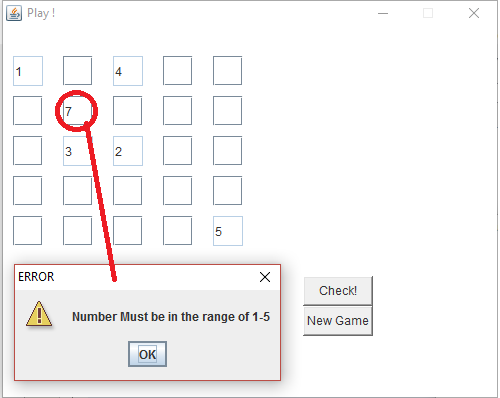 Play !
1 4
7
3 2
5
ERROR
Number Must be in the range of 1-5
OK
Check!
New Game